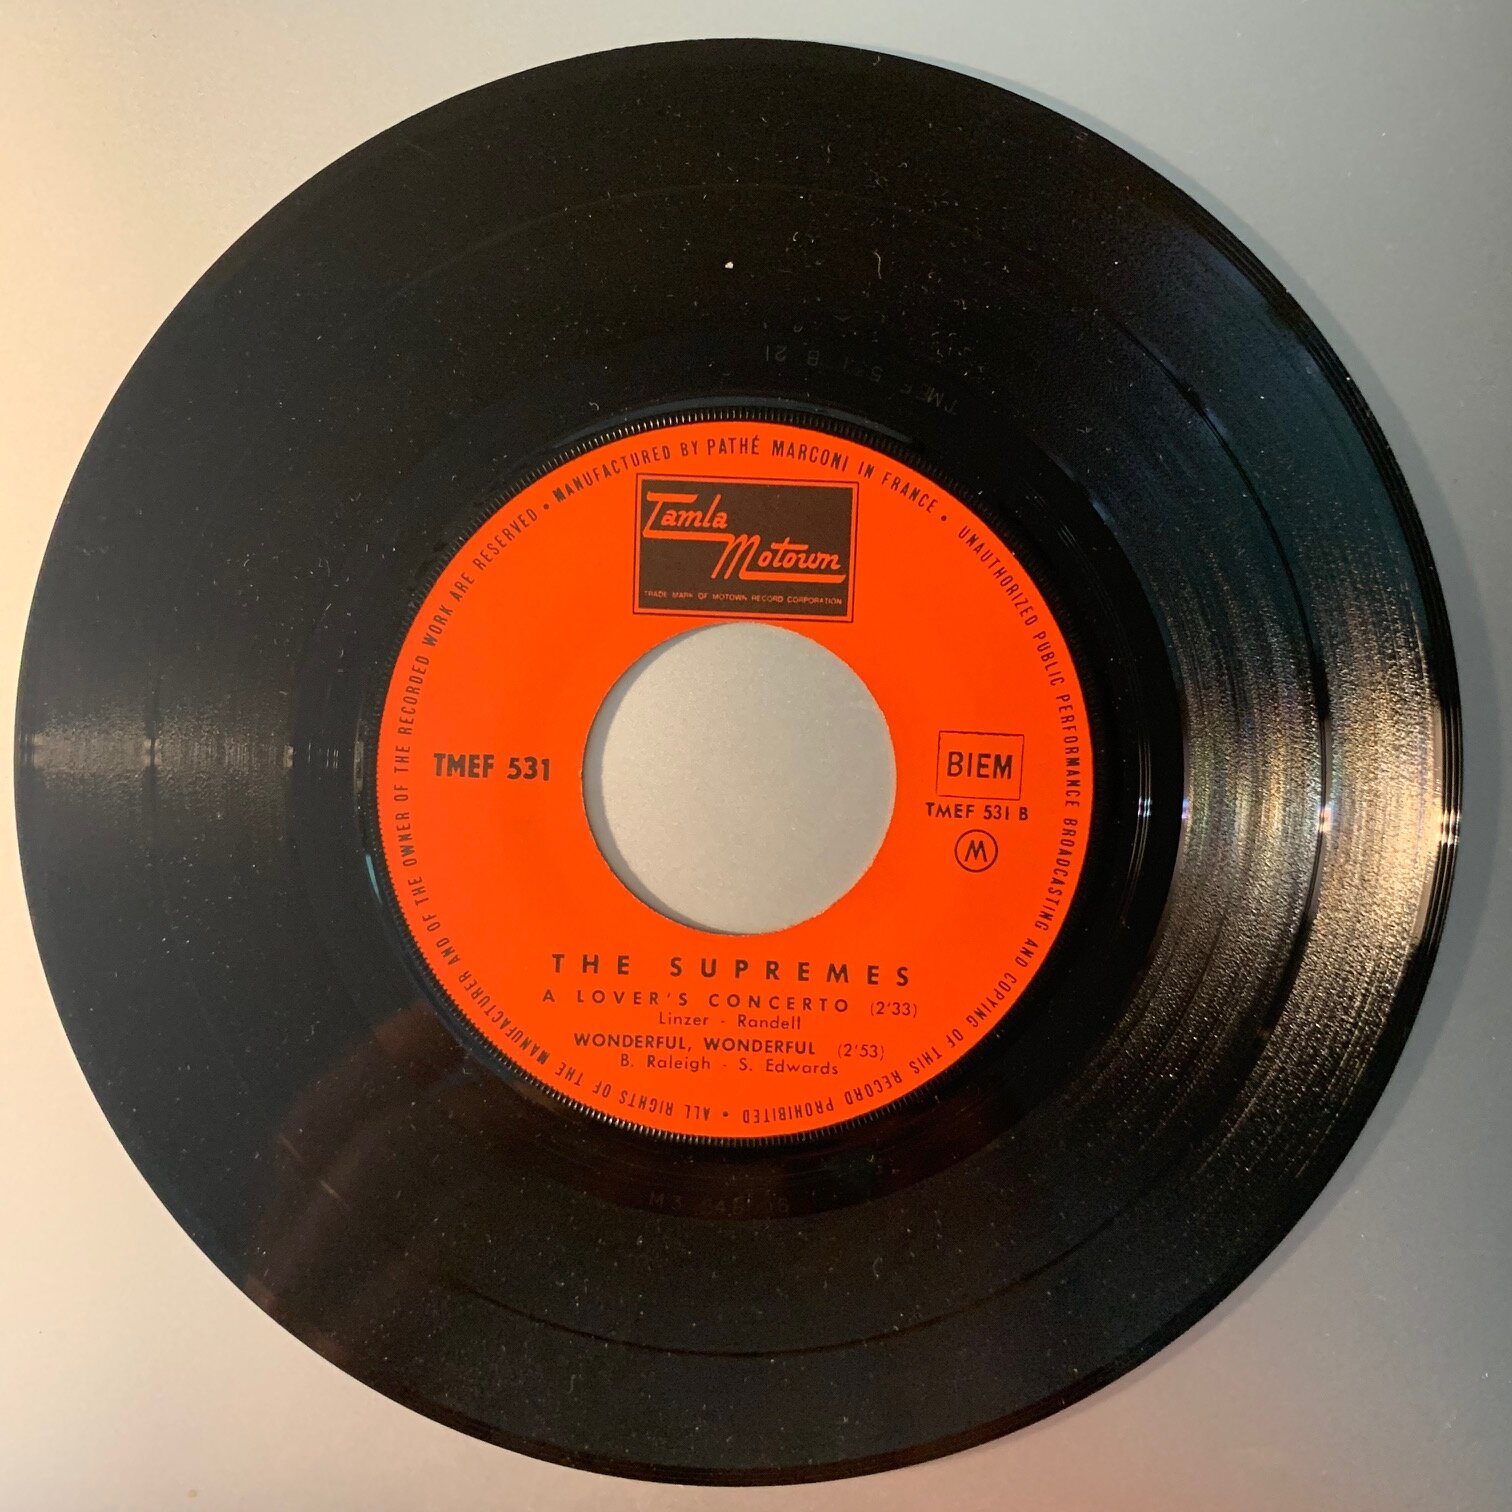 • MANUFACTURED BY PATHÉ MARCONI IN FRANCE • UNAUTHORIZED PUBLIC PERFORMANCE BROADCASTING AND COPYING OF THIS RECORD PROHIBITED • ALL RIGHTS OF THE MANUFACTURER AND OF THE OWNER OF THE RECORDED WORK ARE RESERVED
Tamla
Motown
TRADE MARK OF MOTOWN RECORD CORPORATION
TMEF 531
BIEM
TMEF 531 B
M
THE SUPREMES
A LOVER'S CONCERTO (2'33)
Linzer - Randell
WONDERFUL, WONDERFUL (2'53)
B. Raleigh - S. Edwards
TMEF 531 B 21